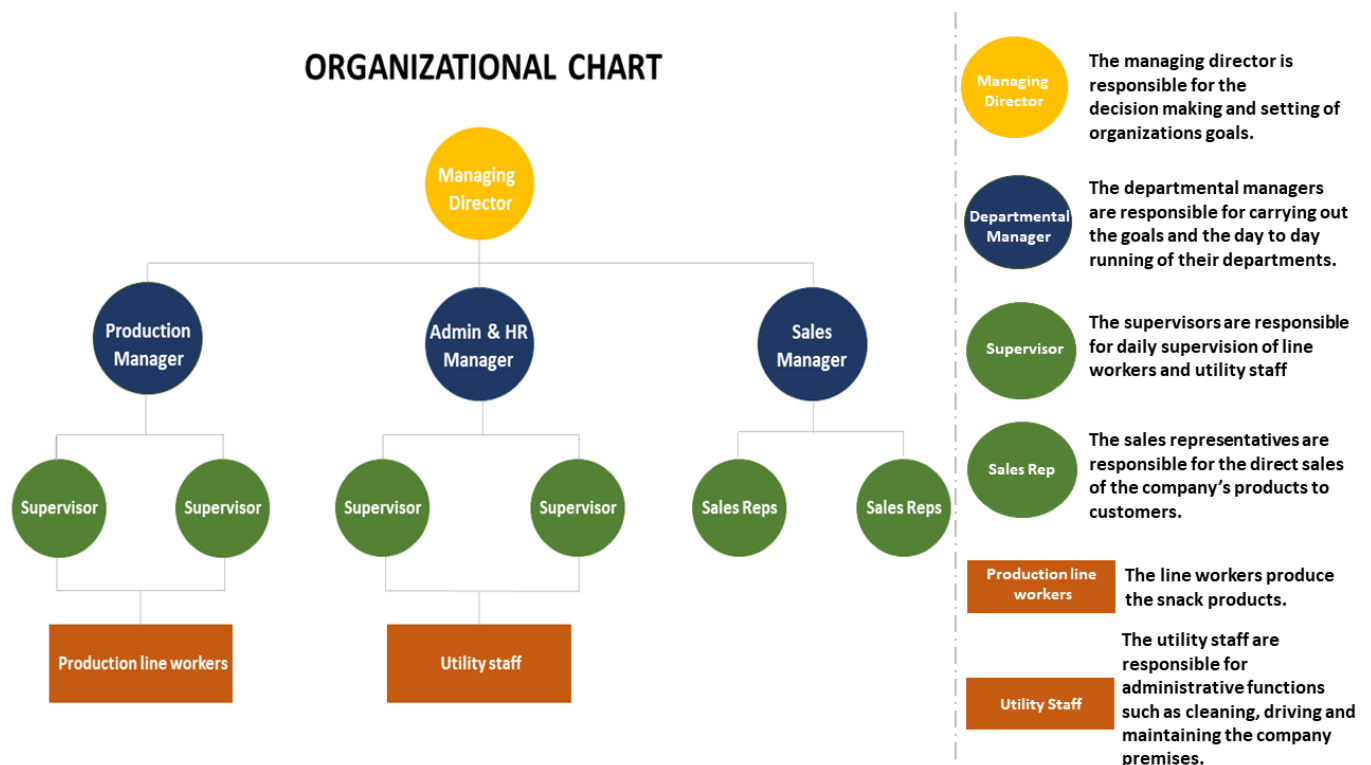 ORGANIZATIONAL CHART
Managing
Director
Production
Manager
Admin & HR
Manager
Sales
Manager
Supervisor
Supervisor
Supervisor
Supervisor
Sales Reps
Sales Reps
Production line workers
Utility staff
Managing
Director
The managing director is
responsible for the
decision making and setting of
organizations goals.
Departmental
Manager
The departmental managers
are responsible for carrying out
the goals and the day to day
running of their departments.
Supervisor
The supervisors are responsible
for daily supervision of line
workers and utility staff
Sales Rep
The sales representatives are
responsible for the direct sales
of the company’s products to
customers.
Production line
workers
The line workers produce
the snack products.
Utility Staff
The utility staff are
responsible for
administrative functions
such as cleaning, driving and
maintaining the company
premises.